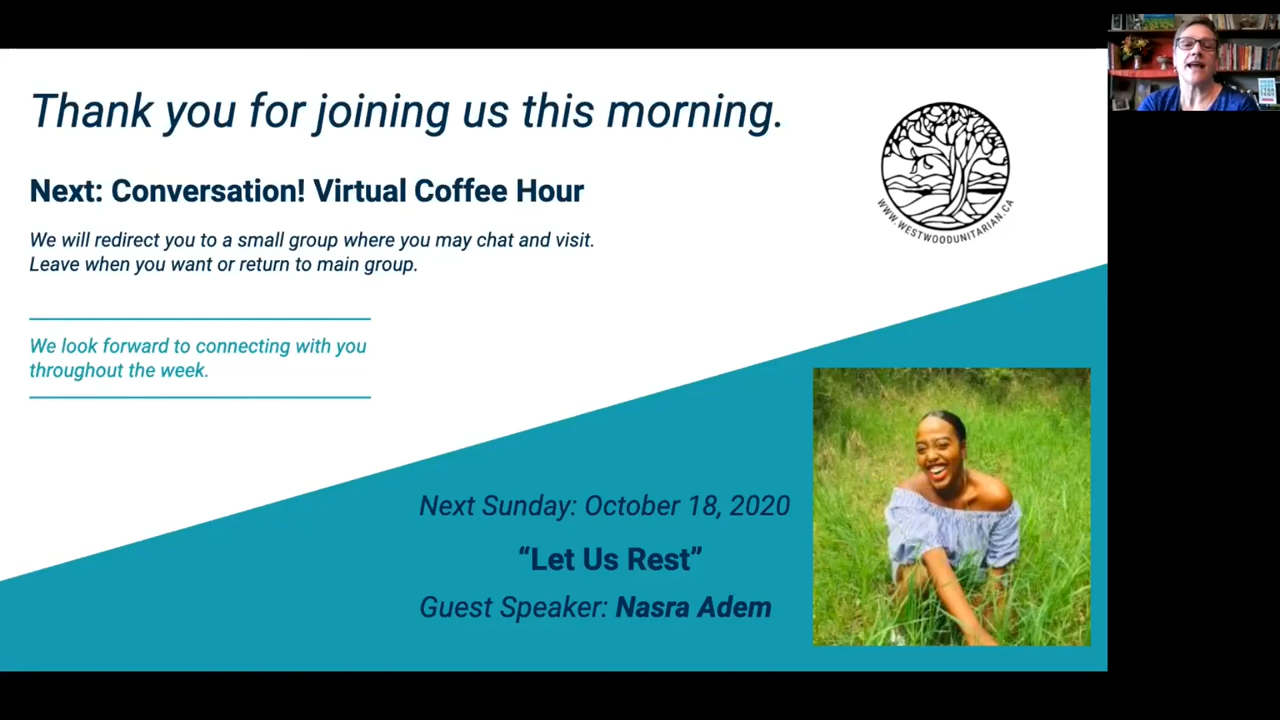 Thank you for joining us this morning.
Next: Conversation! Virtual Coffee Hour
We will redirect you to a small group where you may chat and visit.
Leave when you want or return to main group.
WWW.WESTWOODUNITARIAN.CA
We look forward to connecting with you
throughout the week.
Next Sunday: October 18, 2020
“Let Us Rest”
Guest Speaker: Nasra Adem